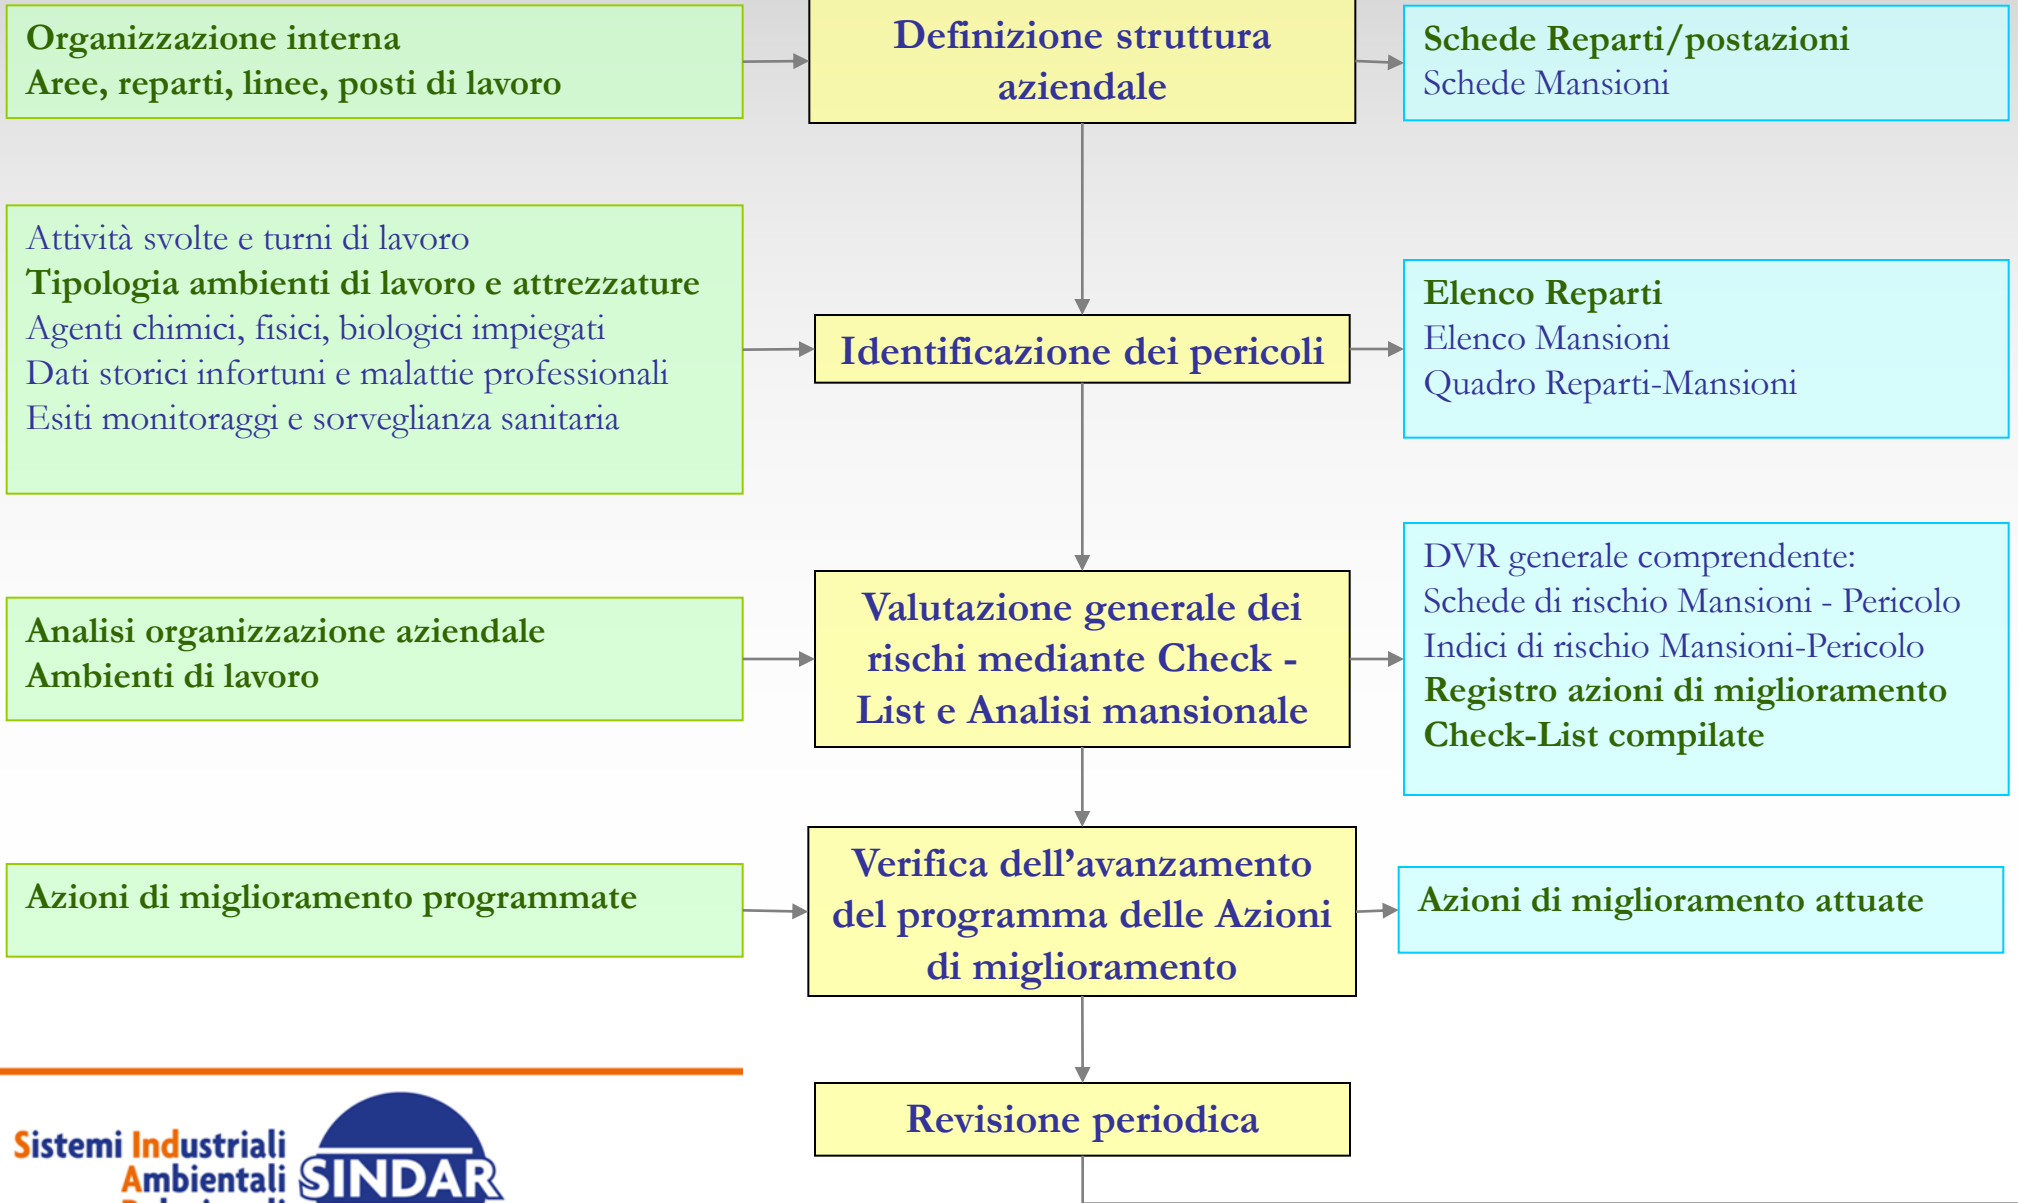 Organizzazione interna
Aree, reparti, linee, posti di lavoro
Definizione struttura
aziendale
Schede Reparti/postazioni
Schede Mansioni
Attività svolte e turni di lavoro
Tipologia ambienti di lavoro e attrezzature
Agenti chimici, fisici, biologici impiegati
Dati storici infortuni e malattie professionali
Esiti monitoraggi e sorveglianza sanitaria
Identificazione dei pericoli
Elenco Reparti
Elenco Mansioni
Quadro Reparti-Mansioni
Analisi organizzazione aziendale
Ambienti di lavoro
Valutazione generale dei
rischi mediante Check -
List e Analisi mansionale
DVR generale comprendente:
Schede di rischio Mansioni - Pericolo
Indici di rischio Mansioni-Pericolo
Registro azioni di miglioramento
Check-List compilate
Azioni di miglioramento programmate
Verifica dell’avanzamento
del programma delle Azioni
di miglioramento
Azioni di miglioramento attuate
Revisione periodica
Sistemi Industriali
Ambientali
SINDAR